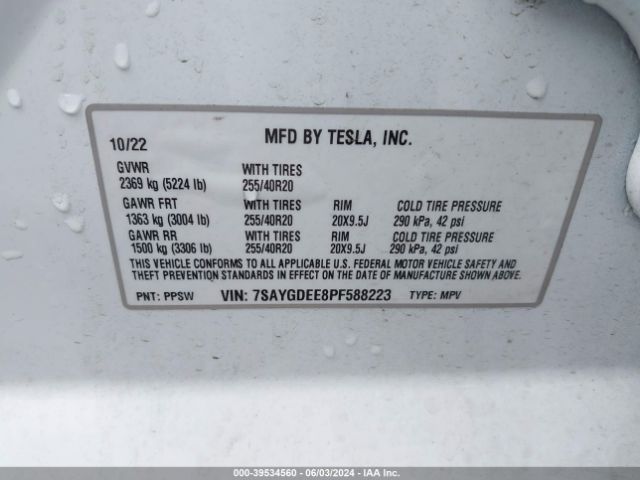 10/22 MFD BY TESLA, INC.
GVWR WITH TIRES
2369 kg (5224 lb) 255/40R20
GAWR FRT WITH TIRES RIM COLD TIRE PRESSURE
1363 kg (3004 lb) 255/40R20 20X9.5J 290 kPa, 42 psi
GAWR RR WITH TIRES RIM COLD TIRE PRESSURE
1500 kg (3306 lb) 255/40R20 20X9.5J 290 kPa, 42 psi
THIS VEHICLE CONFORMS TO ALL APPLICABLE U.S. FEDERAL MOTOR VEHICLE SAFETY AND
THEFT PREVENTION STANDARDS IN EFFECT ON THE DATE OF MANUFACTURE SHOWN ABOVE.
PNT: PPSW VIN: 7SAYGDEE8PF588223 TYPE: MPV
000-39534560 - 06/03/2024 - IAA Inc.